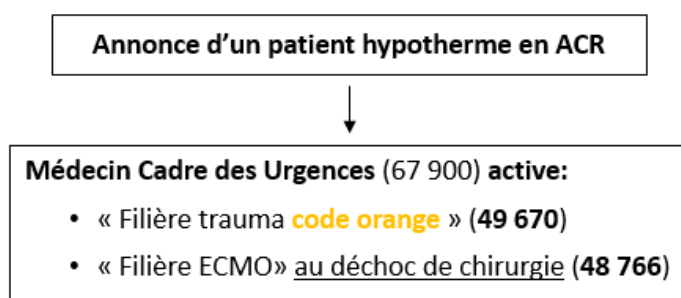 Annonce d'un patient hypotherme en ACR
Médecin Cadre des Urgences (67 900) active:
• « Filière trauma code orange » (49 670)
• « Filière ECMO» au déchoc de chirurgie (48 766)